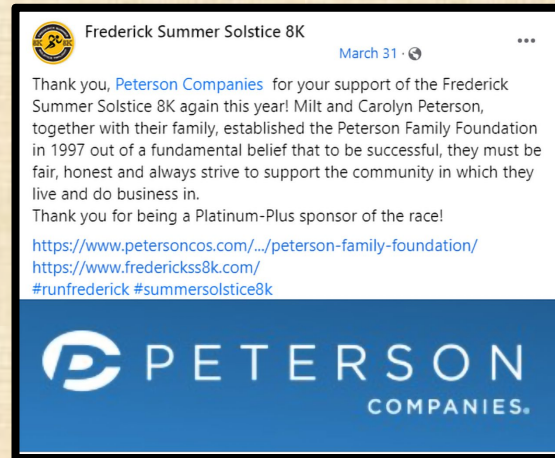 Frederick Summer Solstice 8K
March 31 ·
Thank you, Peterson Companies for your support of the Frederick
Summer Solstice 8K again this year! Milt and Carolyn Peterson,
together with their family, established the Peterson Family Foundation
in 1997 out of a fundamental belief that to be successful, they must be
fair, honest and always strive to support the community in which they
live and do business in.
Thank you for being a Platinum-Plus sponsor of the race!
https://www.petersoncos.com/.../peterson-family-foundation/
https://www.frederickss8k.com/
#runfrederick #summersolstice8k
PETERSON
COMPANIES®